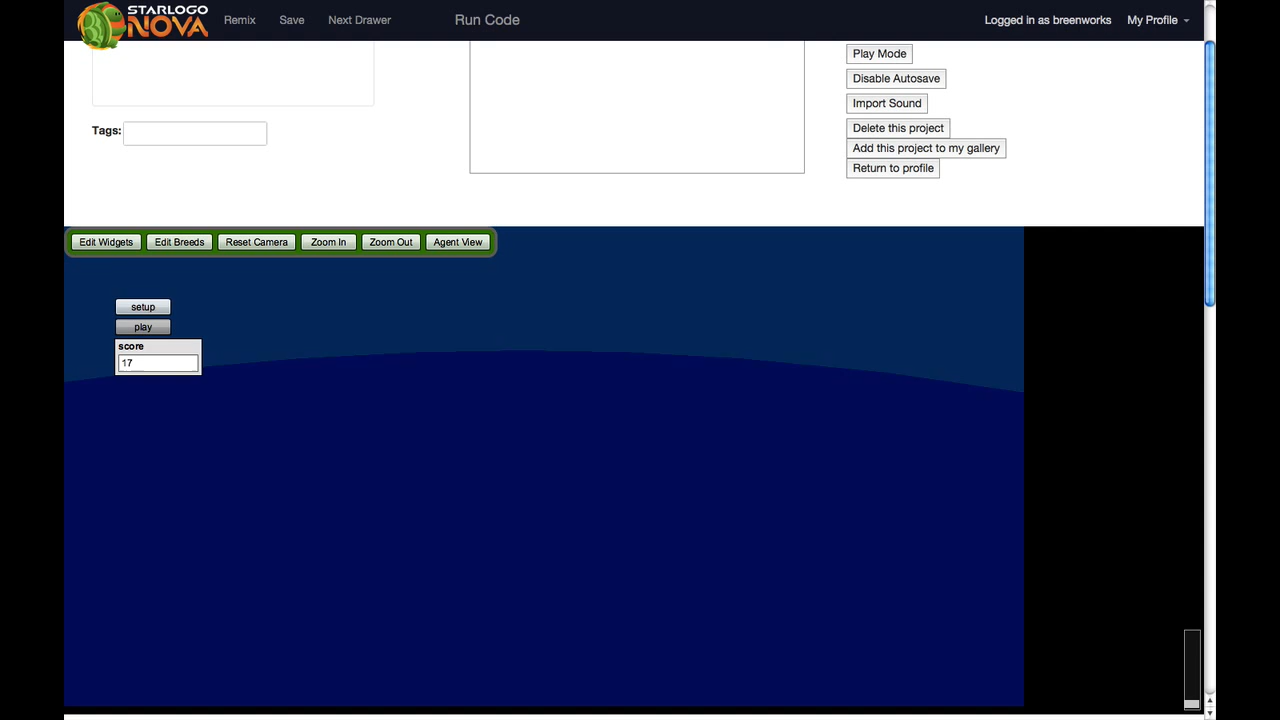 STARLOGO
NOVA
Remix
Save
Next Drawer
Run Code
Logged in as breenworks
My Profile
Play Mode
Disable Autosave
Import Sound
Tags:
Delete this project
Add this project to my gallery
Return to profile
Edit Widgets
Edit Breeds
Reset Camera
Zoom In
Zoom Out
Agent View
setup
play
score
17